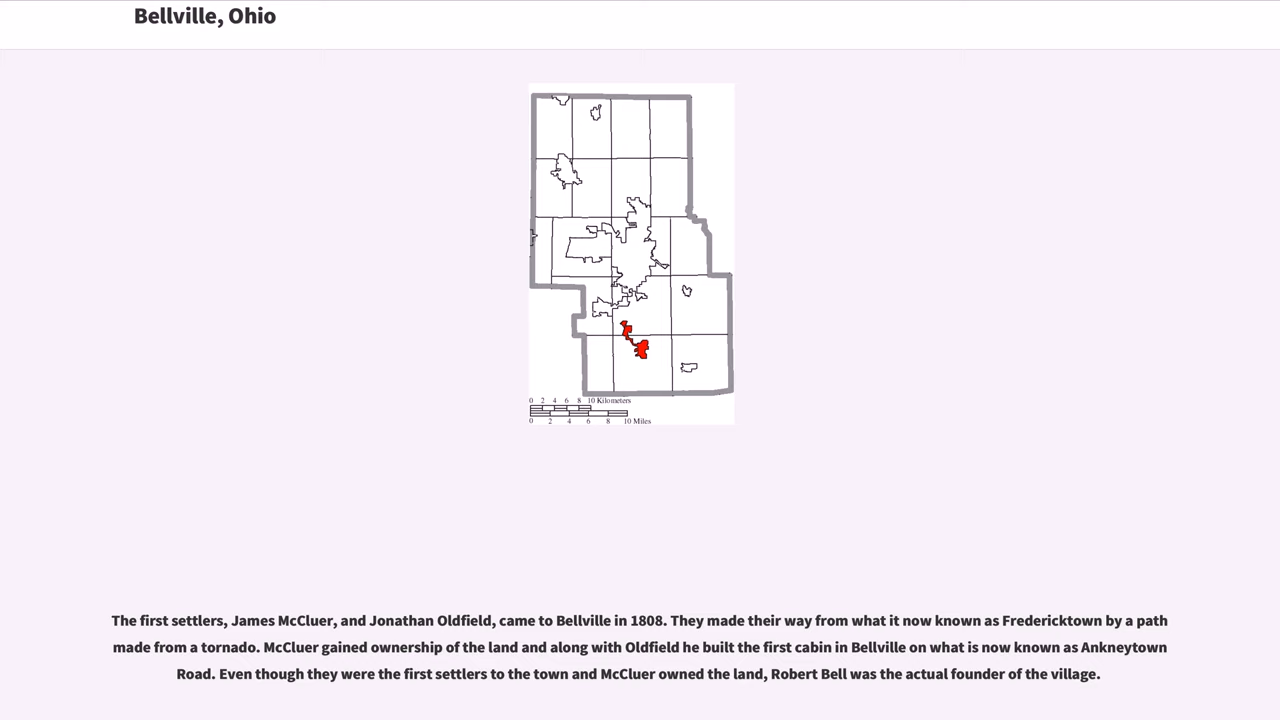 Bellville, Ohio
0 2 4 6 8 10 Kilometers
0 2 4 6 8 10 Miles
The first settlers, James McCluer, and Jonathan Oldfield, came to Bellville in 1808. They made their way from what it now known as Fredericktown by a path
made from a tornado. McCluer gained ownership of the land and along with Oldfield he built the first cabin in Bellville on what is now known as Ankneytown
Road. Even though they were the first settlers to the town and McCluer owned the land, Robert Bell was the actual founder of the village.